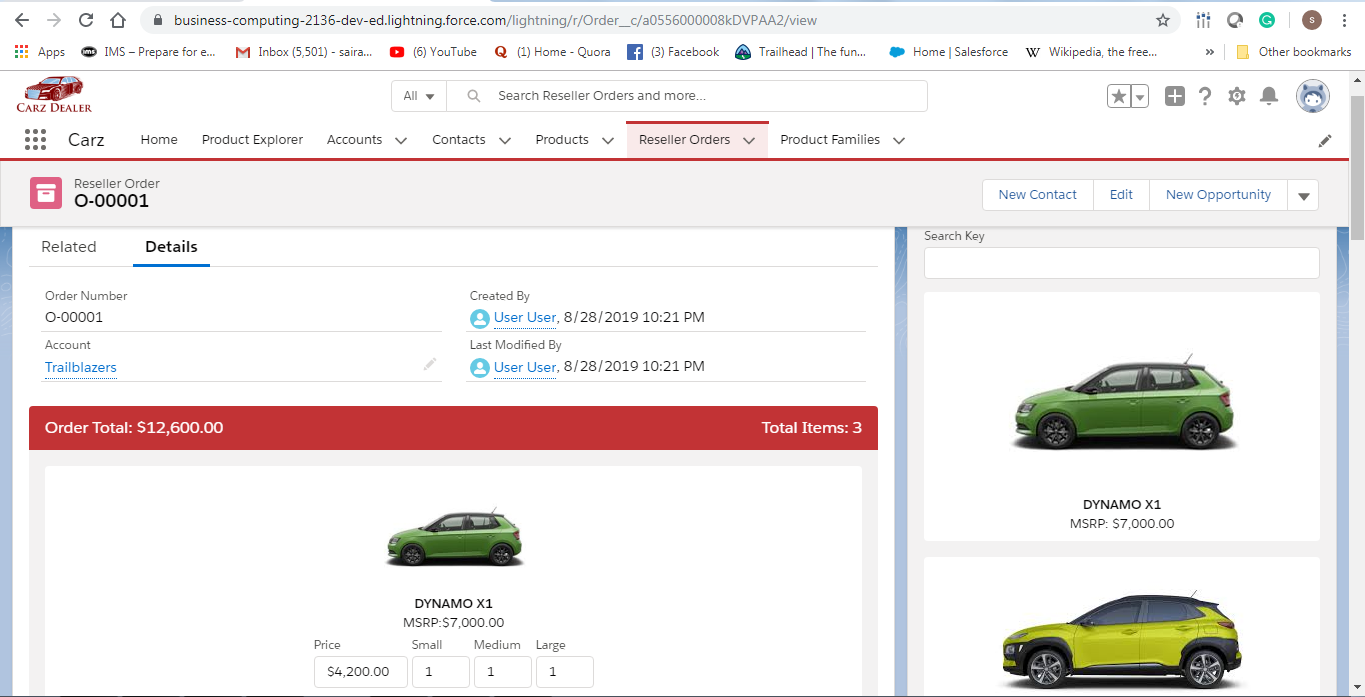 business-computing-2136-dev-ed.lightning.force.com/lightning/r/Order__c/a0556000008kDVPAA2/view
S
Apps ims IMS – Prepare for e... Inbox (5,501) - saira... (6) YouTube Q (1) Home - Quora (3) Facebook Trailhead | The fun... Home | Salesforce W Wikipedia, the free... » Other bookmarks
CARZ DEALER
All Search Reseller Orders and more...
Carz Home Product Explorer Accounts Contacts Products Reseller Orders Product Families
Reseller Order
O-00001
New Contact Edit New Opportunity
Related Details
Search Key
Order Number
O-00001
Created By
User User, 8/28/2019 10:21 PM
Account
Trailblazers
Last Modified By
User User, 8/28/2019 10:21 PM
Order Total: $12,600.00 Total Items: 3
DYNAMO X1
MSRP:$7,000.00
Price Small Medium Large
$4,200.00 1 1 1
DYNAMO X1
MSRP: $7,000.00